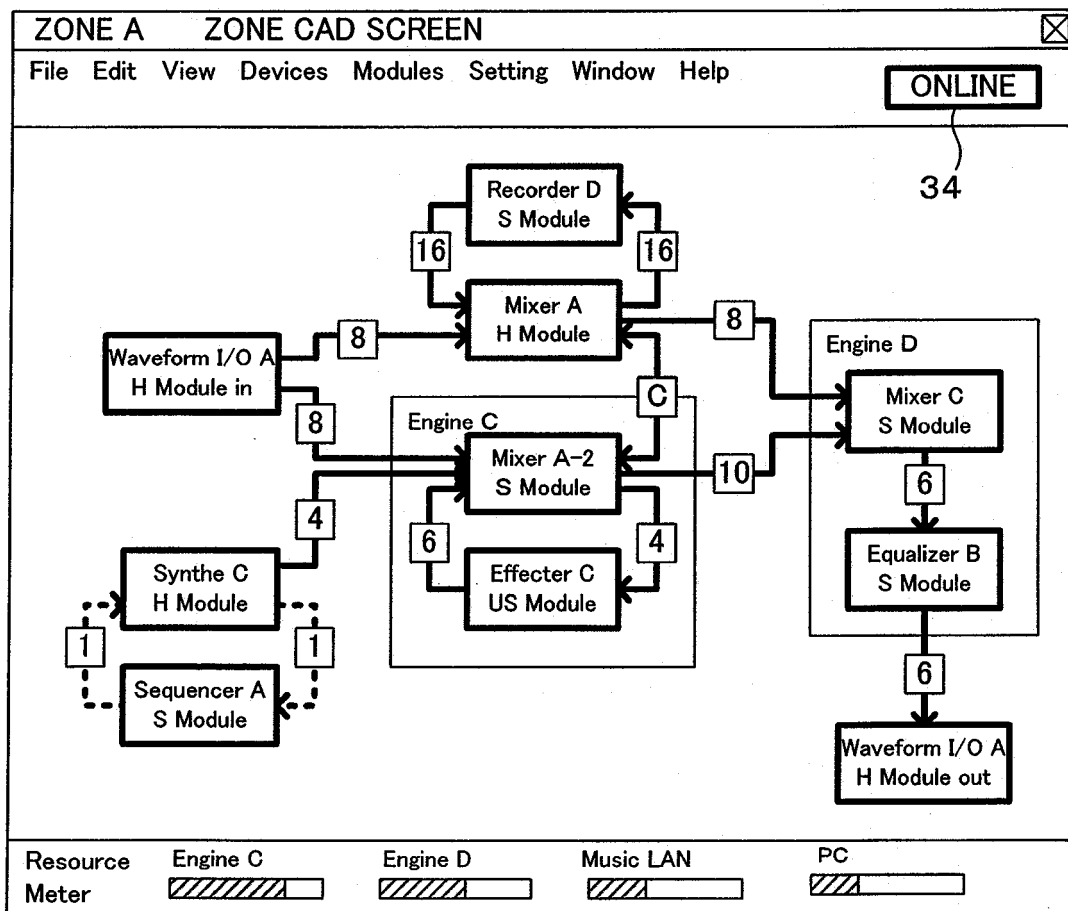 ZONE A ZONE CAD SCREEN
File Edit View Devices Modules Setting Window Help
ONLINE
34
Recorder D
S Module
16
16
Mixer A
H Module
8
8
Waveform I/O A
H Module in
8
C
Engine C
Mixer A-2
S Module
10
4
6
4
Effecter C
US Module
Synthe C
H Module
1
1
Sequencer A
S Module
Engine D
Mixer C
S Module
6
Equalizer B
S Module
6
Waveform I/O A
H Module out
Resource
Meter
Engine C
Engine D
Music LAN
PC